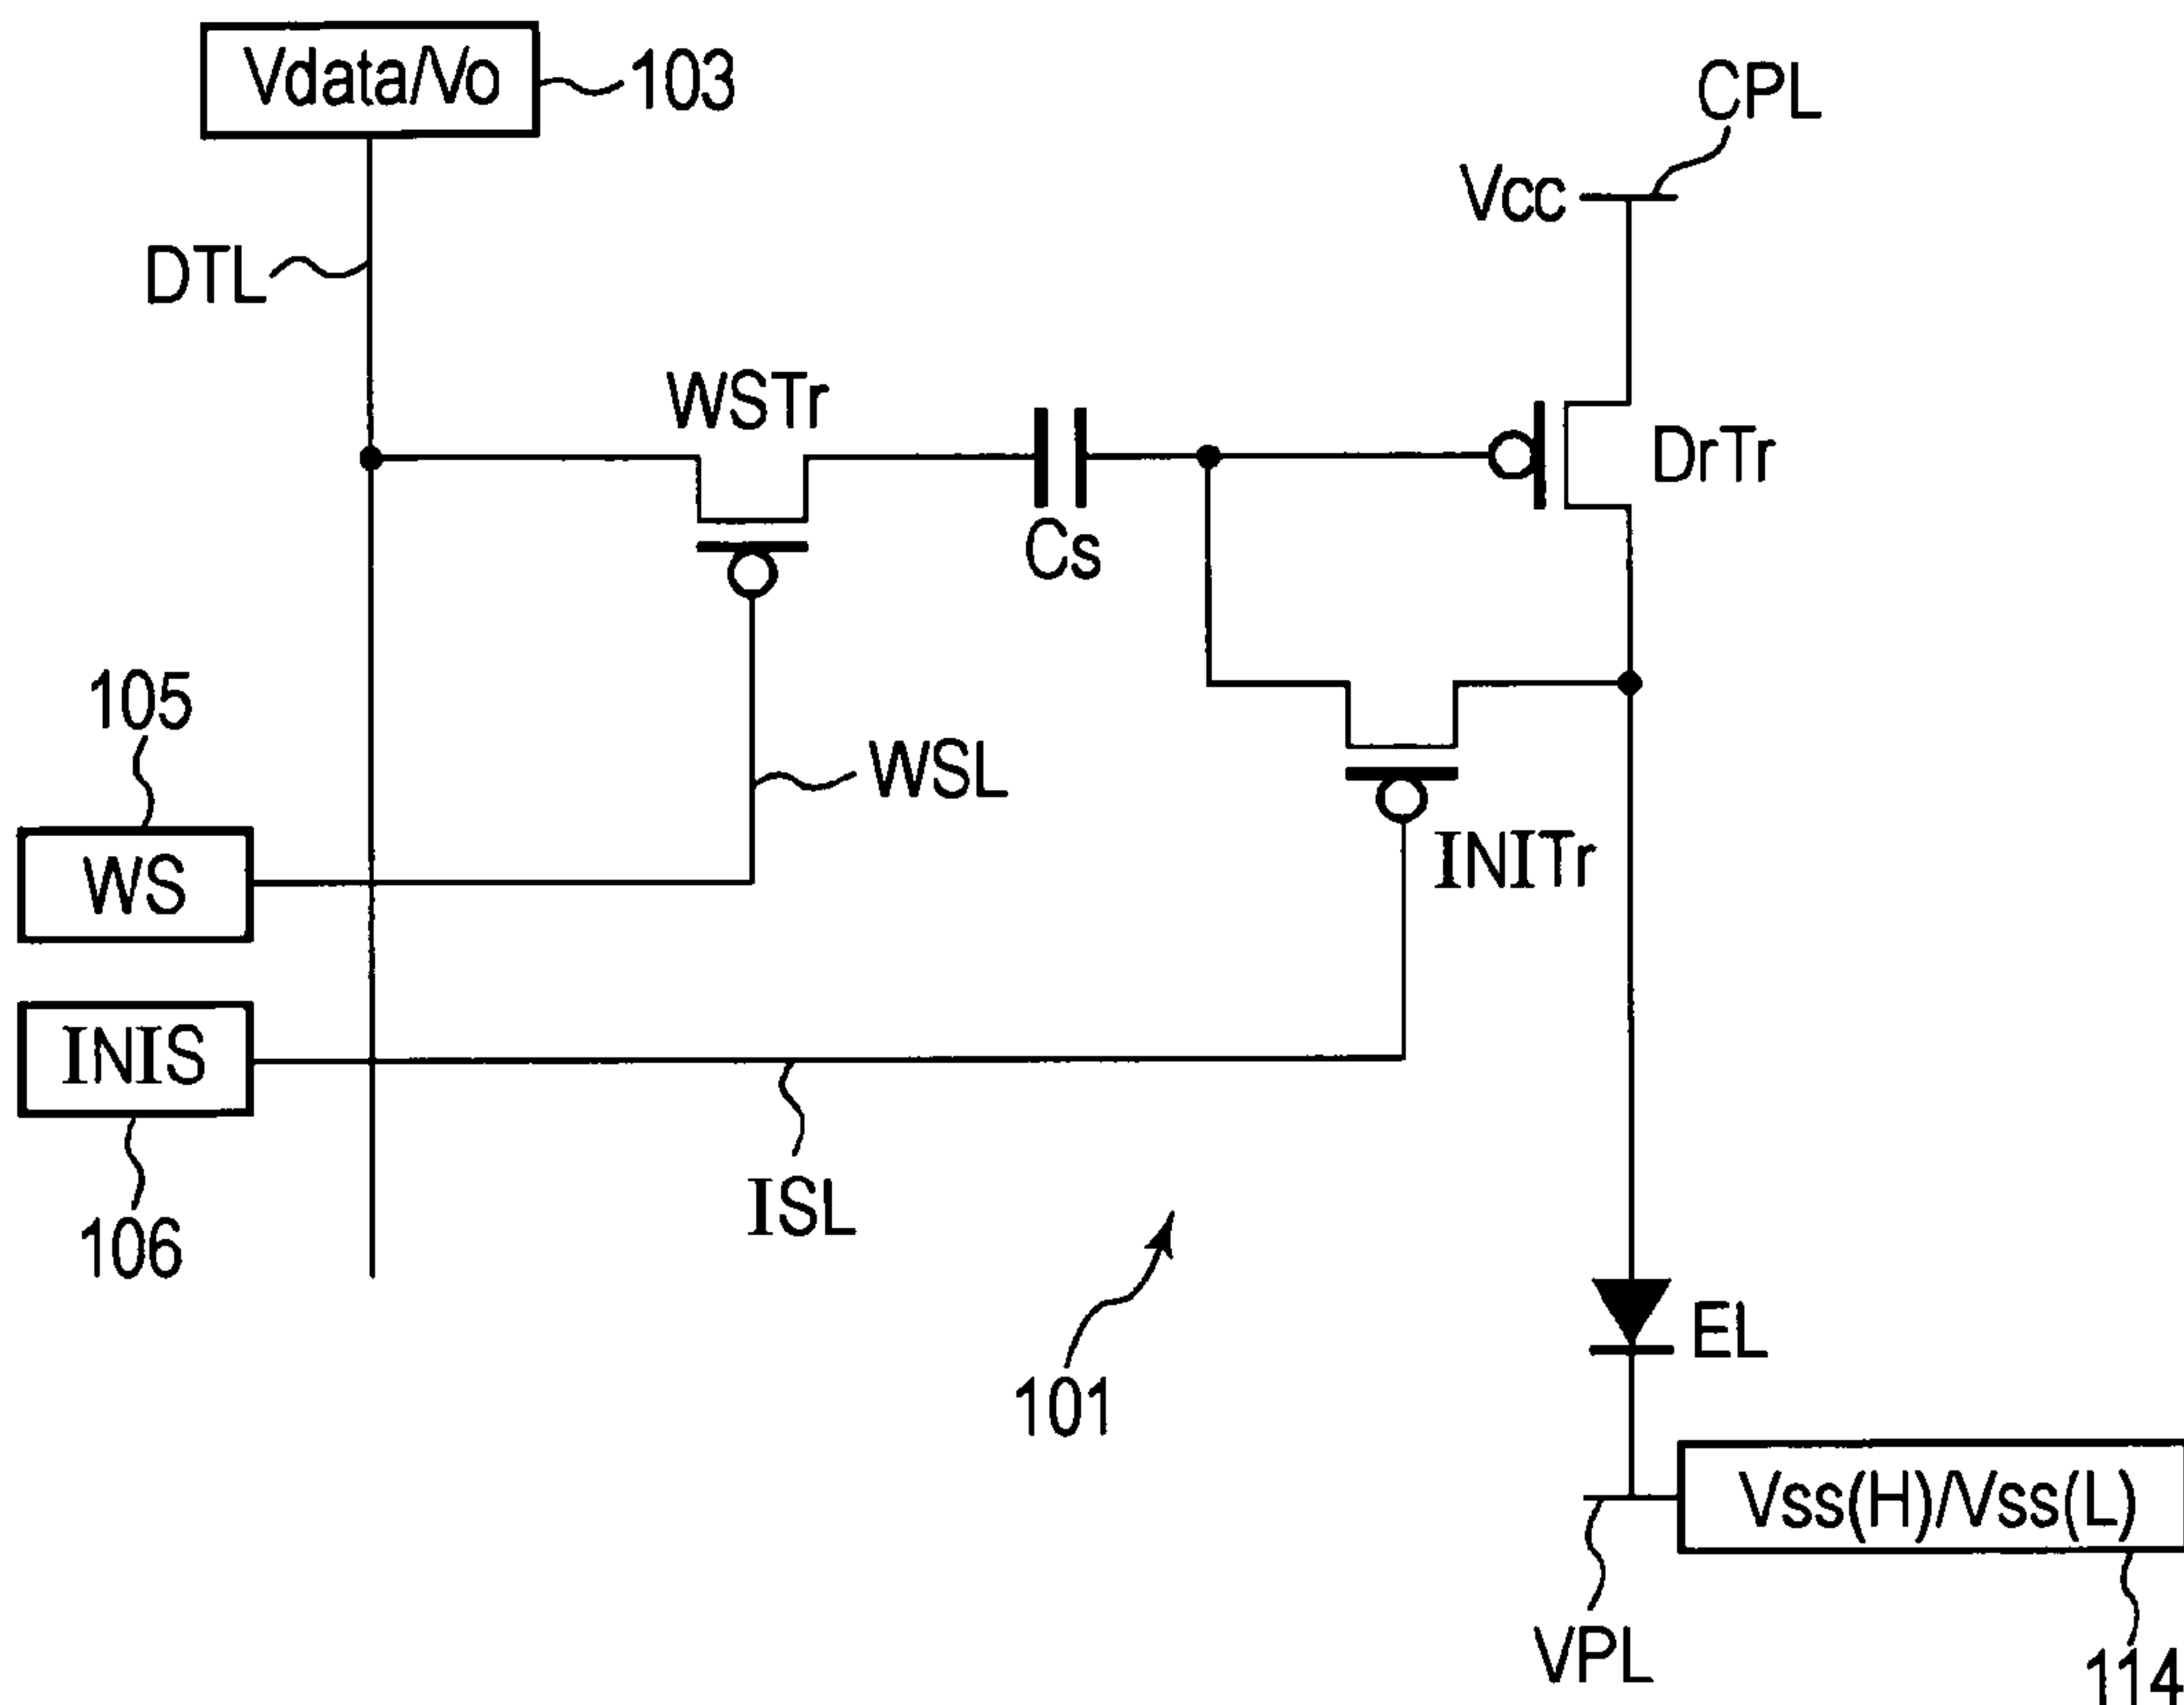 Vdata/Vo
103
CPL
Vcc
DTL
WSTr
DrTr
Cs
105
WSL
WS
INITr
INIS
ISL
106
EL
101
Vss(H)/Vss(L)
VPL
114